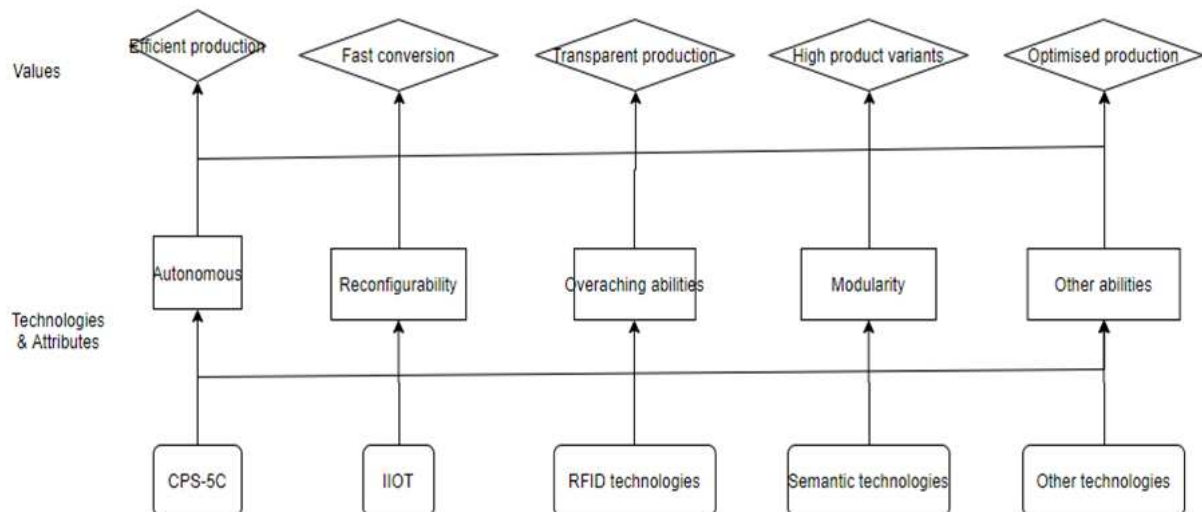 Values
Efficient production
Fast conversion
Transparent production
High product variants
Optimised production
Technologies
& Attributes
Autonomous
Reconfigurability
Overaching abilities
Modularity
Other abilities
CPS-5C
IIOT
RFID technologies
Semantic technologies
Other technologies